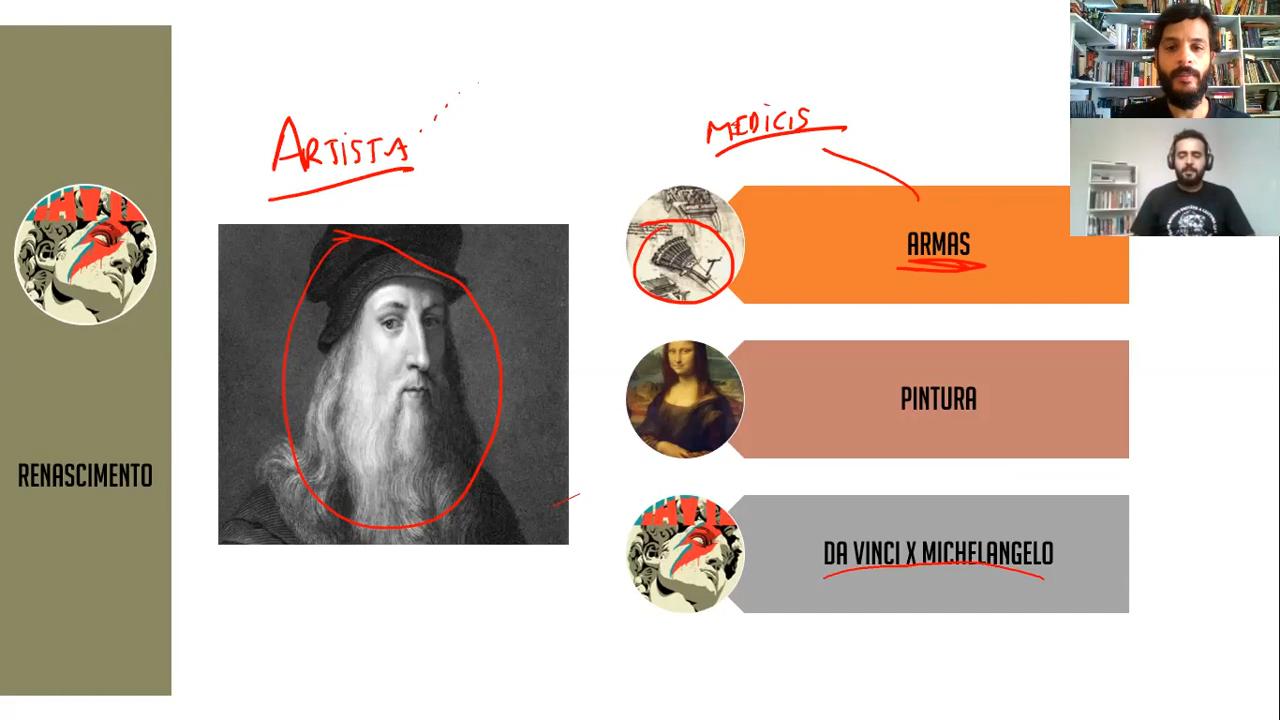 ARTISTA
MEDICIS
ARMAS
RENASCIMENTO
PINTURA
DA VINCI X MICHELANGELO